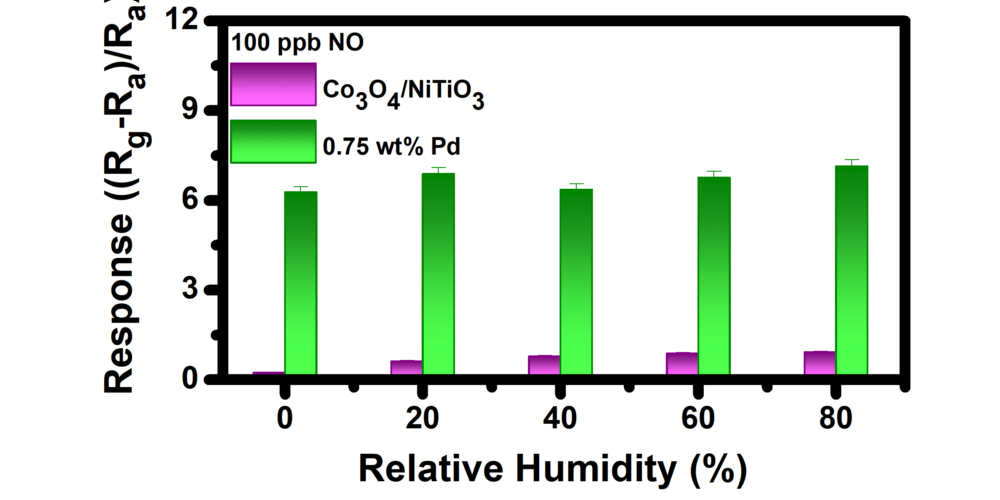 Response ((Rg-Ra)/Ra)
12
9
6
3
0
100 ppb NO
Co3O4/NiTiO3
0.75 wt% Pd
0 20 40 60 80
Relative Humidity (%)